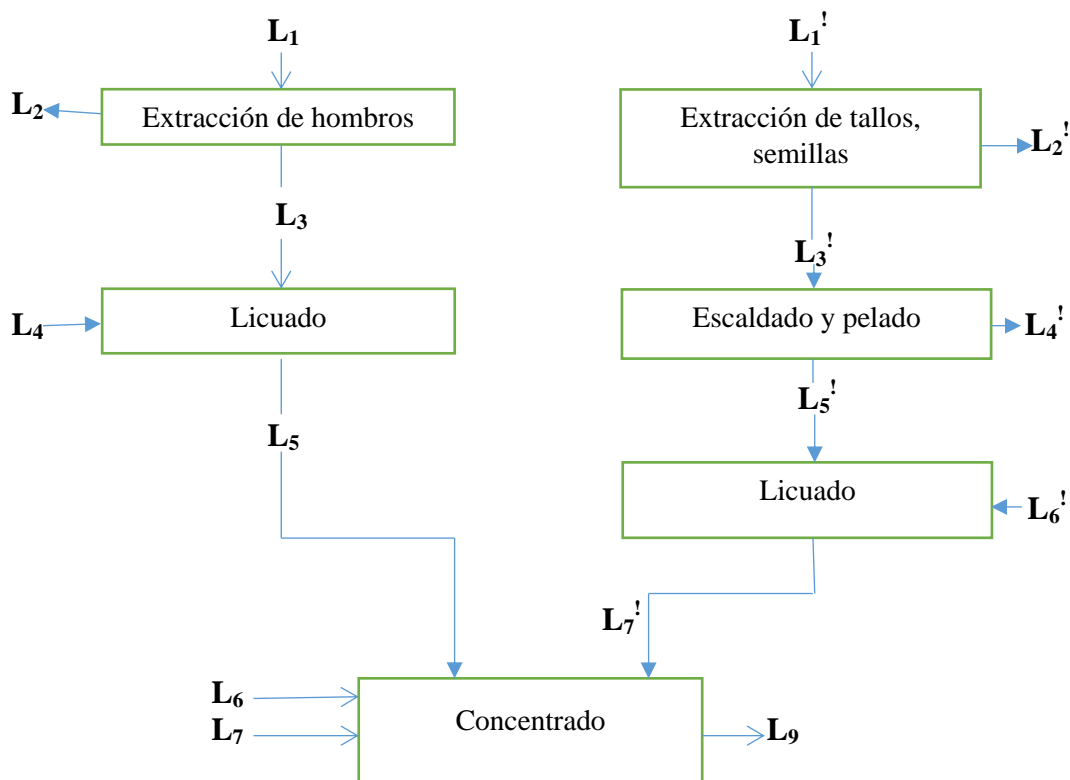 L₁
L₁!
L₂
Extracción de hombros
Extracción de tallos,
semillas
L₂!
L₃
L₃!
L₄
Licuado
Escaldado y pelado
L₄!
L₅!
L₅
Licuado
L₆!
L₇!
L₆
L₇
Concentrado
L₉